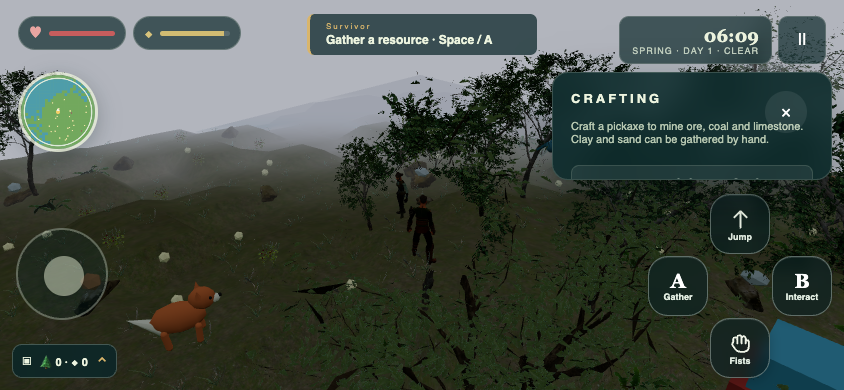 Survivor
Gather a resource · Space / A
06:09
SPRING · DAY 1 · CLEAR
CRAFTING
Craft a pickaxe to mine ore, coal and limestone.
Clay and sand can be gathered by hand.
Jump
A
Gather
B
Interact
Fists
0 · ◆ 0